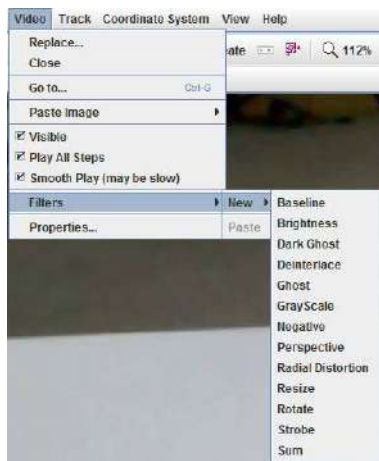 Video Track Coordinate System View Help
Replace...
Close
ate 112%
Go to... Ctrl-G
Paste Image
Visible
Play All Steps
Smooth Play (may be slow)
Filters New Baseline
Properties... Paste Brightness
Dark Ghost
Deinterlace
Ghost
GrayScale
Negative
Perspective
Radial Distortion
Resize
Rotate
Strobe
Sum